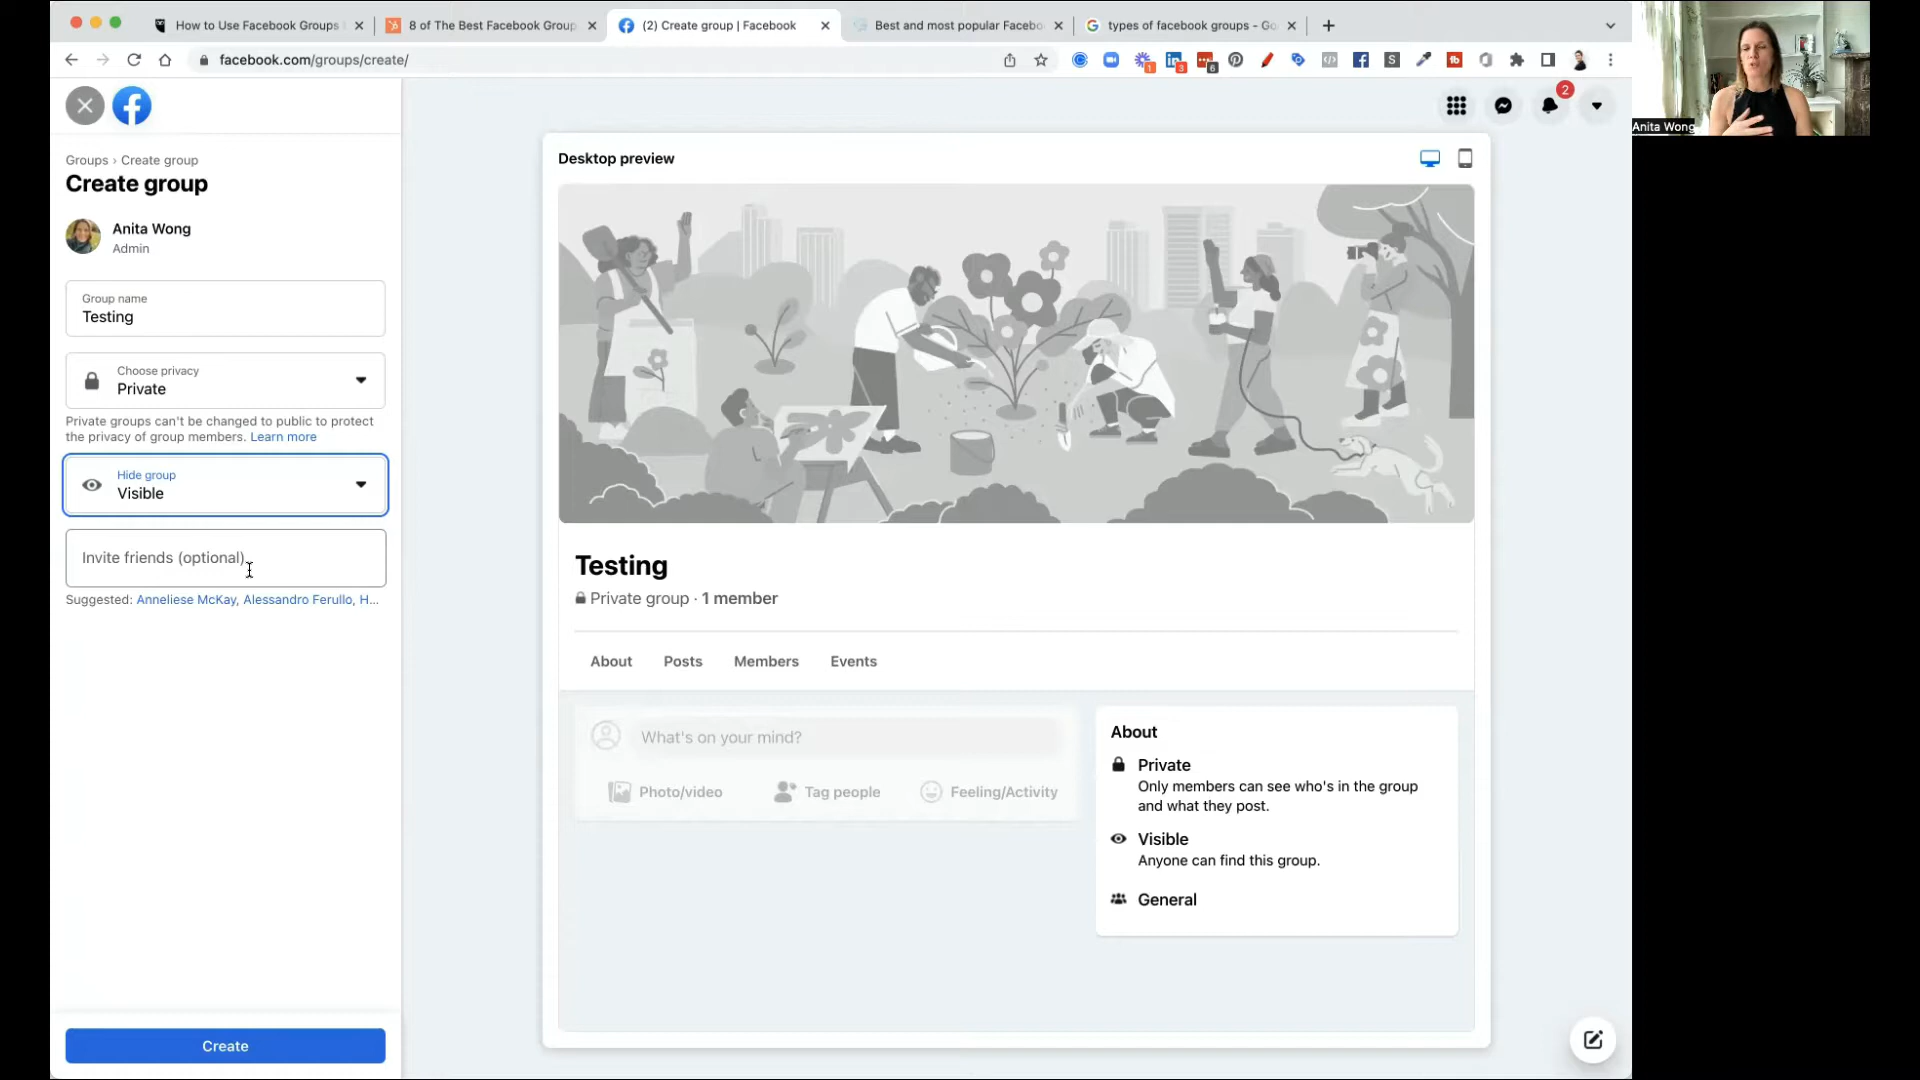 How to Use Facebook Groups
8 of The Best Facebook Group
(2) Create group | Facebook
Best and most popular Facebo
types of facebook groups - Go
facebook.com/groups/create/
1
3
6
Anita Wong
2
Groups › Create group
Create group
Anita Wong
Admin
Group name
Testing
Choose privacy
Private
Private groups can't be changed to public to protect
the privacy of group members. Learn more
Hide group
Visible
Invite friends (optional)
Suggested: Anneliese McKay, Alessandro Ferullo, H...
Create
Desktop preview
Testing
Private group · 1 member
About Posts Members Events
What's on your mind?
Photo/video Tag people Feeling/Activity
About
Private
Only members can see who's in the group
and what they post.
Visible
Anyone can find this group.
General